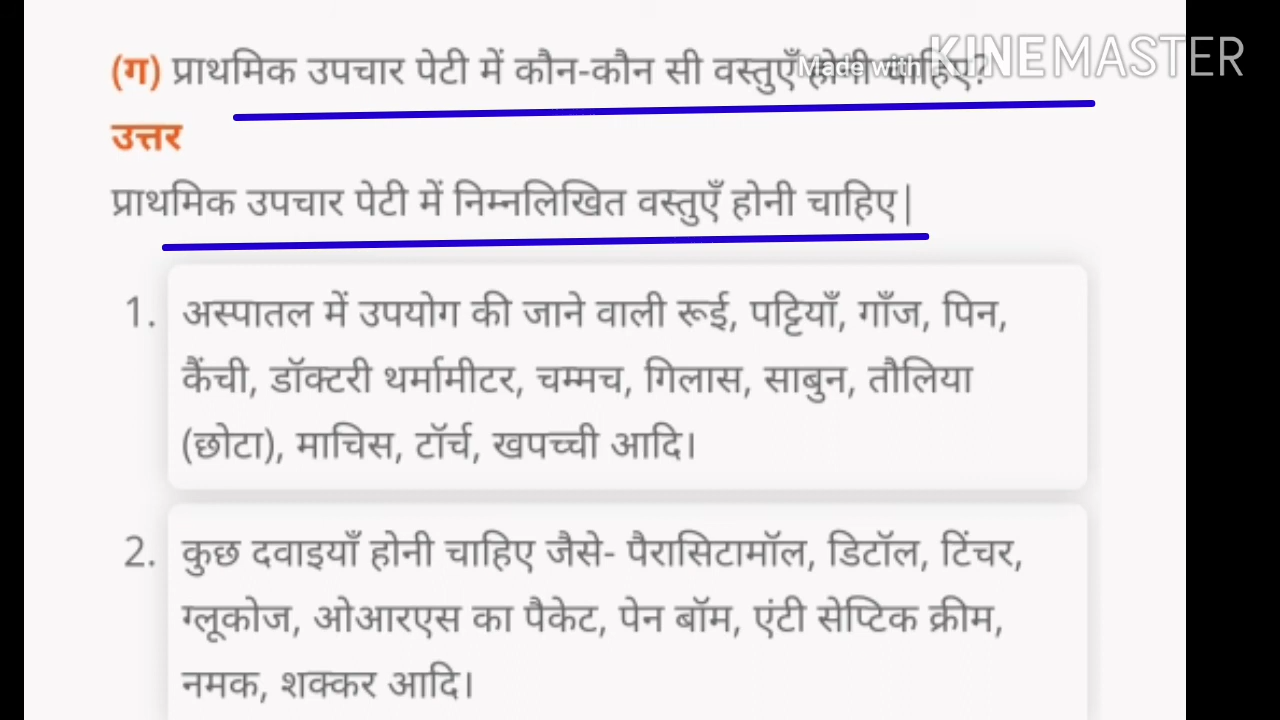 (ग) प्राथमिक उपचार पेटी में कौन-कौन सी वस्तुएँ होनी चाहिए?
Made with KINEMASTER
उत्तर
प्राथमिक उपचार पेटी में निम्नलिखित वस्तुएँ होनी चाहिए|
1. अस्पातल में उपयोग की जाने वाली रूई, पट्टियाँ, गाँज, पिन,
कैंची, डॉक्टरी थर्मामीटर, चम्मच, गिलास, साबुन, तौलिया
(छोटा), माचिस, टॉर्च, खपच्ची आदि।
2. कुछ दवाइयाँ होनी चाहिए जैसे- पैरासिटामॉल, डिटॉल, टिंचर,
ग्लूकोज, ओआरएस का पैकेट, पेन बॉम, एंटी सेप्टिक क्रीम,
नमक, शक्कर आदि।